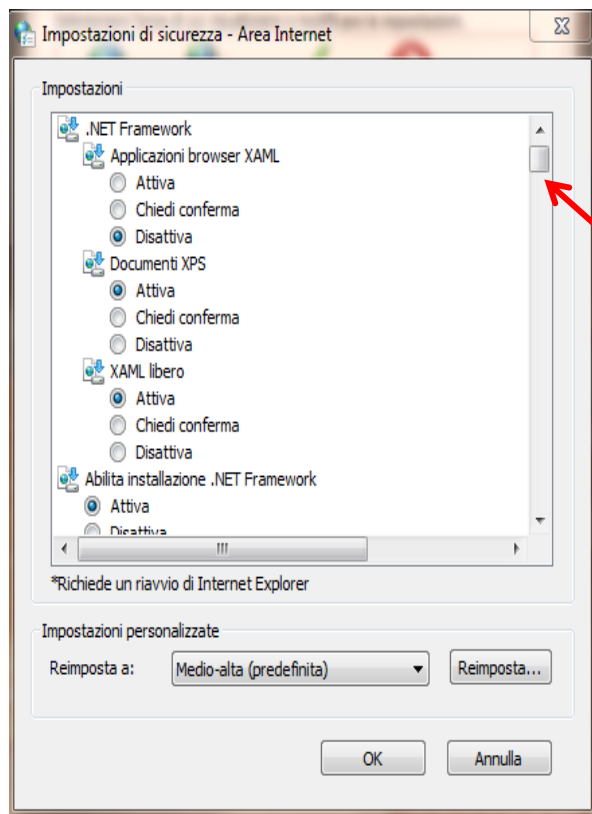 Impostazioni di sicurezza - Area Internet
Impostazioni
.NET Framework
Applicazioni browser XAML
Attiva
Chiedi conferma
Disattiva
Documenti XPS
Attiva
Chiedi conferma
Disattiva
XAML libero
Attiva
Chiedi conferma
Disattiva
Abilita installazione .NET Framework
Attiva
Disattiva
*Richiede un riavvio di Internet Explorer
Impostazioni personalizzate
Reimposta a: Medio-alta (predefinita) Reimposta...
OK Annulla